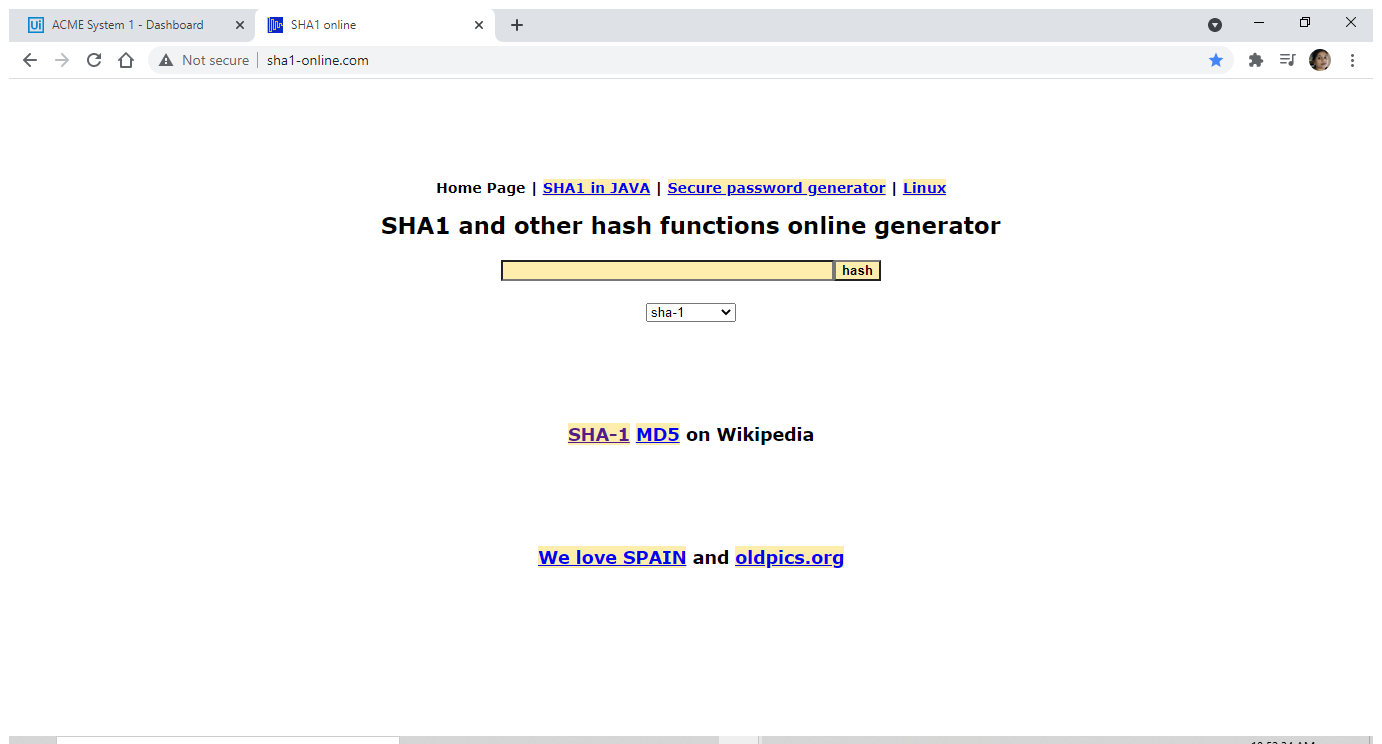 ACME System 1 - Dashboard
SHA1 online
Not secure
sha1-online.com
Home Page | SHA1 in JAVA | Secure password generator | Linux
SHA1 and other hash functions online generator
hash
sha-1
SHA-1 MD5 on Wikipedia
We love SPAIN and oldpics.org